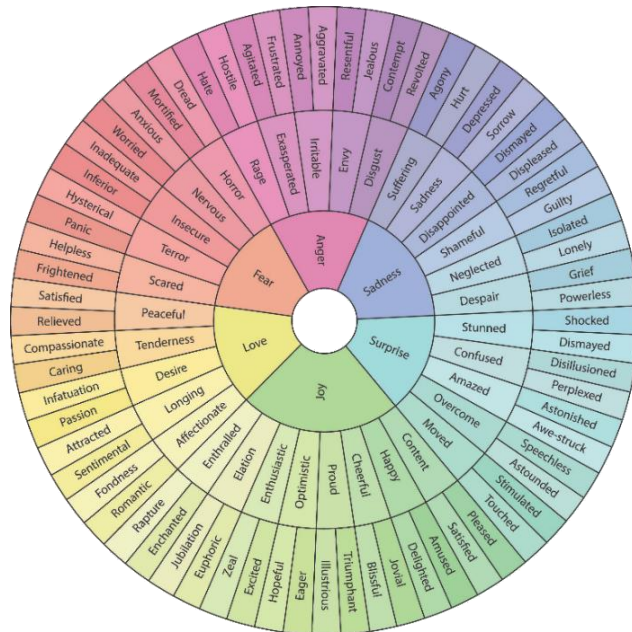 Anger
Sadness
Surprise
Joy
Love
Fear
Rage
Exasperated
Irritable
Envy
Disgust
Suffering
Sadness
Disappointed
Shameful
Neglected
Despair
Stunned
Confused
Amazed
Overcome
Moved
Content
Happy
Cheerful
Proud
Optimistic
Enthusiastic
Elation
Enthralled
Affectionate
Longing
Desire
Tenderness
Peaceful
Scared
Terror
Insecure
Nervous
Horror
Hate
Hostile
Agitated
Frustrated
Annoyed
Aggravated
Resentful
Jealous
Contempt
Revolted
Agony
Hurt
Depressed
Sorrow
Dismayed
Displeased
Regretful
Guilty
Isolated
Lonely
Grief
Powerless
Shocked
Dismayed
Disillusioned
Perplexed
Astonished
Awe-struck
Speechless
Astounded
Stimulated
Touched
Pleased
Satisfied
Amused
Delighted
Jovial
Blissful
Triumphant
Illustrious
Eager
Hopeful
Excited
Zeal
Euphoric
Jubilation
Enchanted
Rapture
Romantic
Fondness
Sentimental
Attracted
Passion
Infatuation
Caring
Compassionate
Relieved
Satisfied
Frightened
Helpless
Panic
Hysterical
Inferior
Inadequate
Worried
Anxious
Mortified
Dread